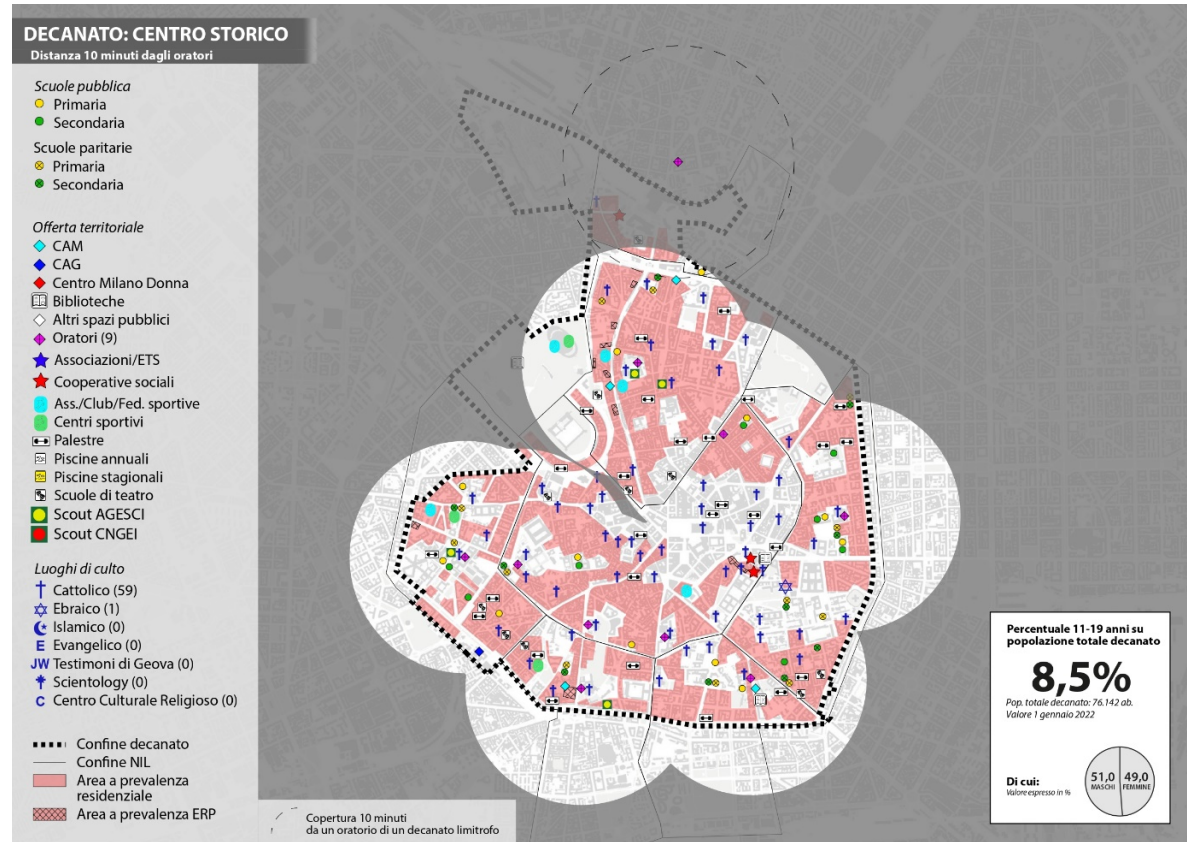 DECANATO: CENTRO STORICO
Distanza 10 minuti dagli oratori
Scuole pubblica
Primaria
Secondaria
Scuole paritarie
Primaria
Secondaria
Offerta territoriale
CAM
CAG
Centro Milano Donna
Biblioteche
Altri spazi pubblici
Oratori (9)
Associazioni/ETS
Cooperative sociali
Ass./Club/Fed. sportive
Centri sportivi
Palestre
Piscine annuali
Piscine stagionali
Scuole di teatro
Scout AGESCI
Scout CNGEI
Luoghi di culto
Cattolico (59)
Ebraico (1)
Islamico (0)
E Evangelico (0)
JW Testimoni di Geova (0)
Scientology (0)
C Centro Culturale Religioso (0)
Confine decanato
Confine NIL
Area a prevalenza
residenziale
Area a prevalenza ERP
Copertura 10 minuti
da un oratorio di un decanato limitrofo
Percentuale 11-19 anni su
popolazione totale decanato
8,5%
Pop. totale decanato: 76.142 ab.
Valore 1 gennaio 2022
Di cui:
Valore espresso in %
51,0
MASCHI
49,0
FEMMINE